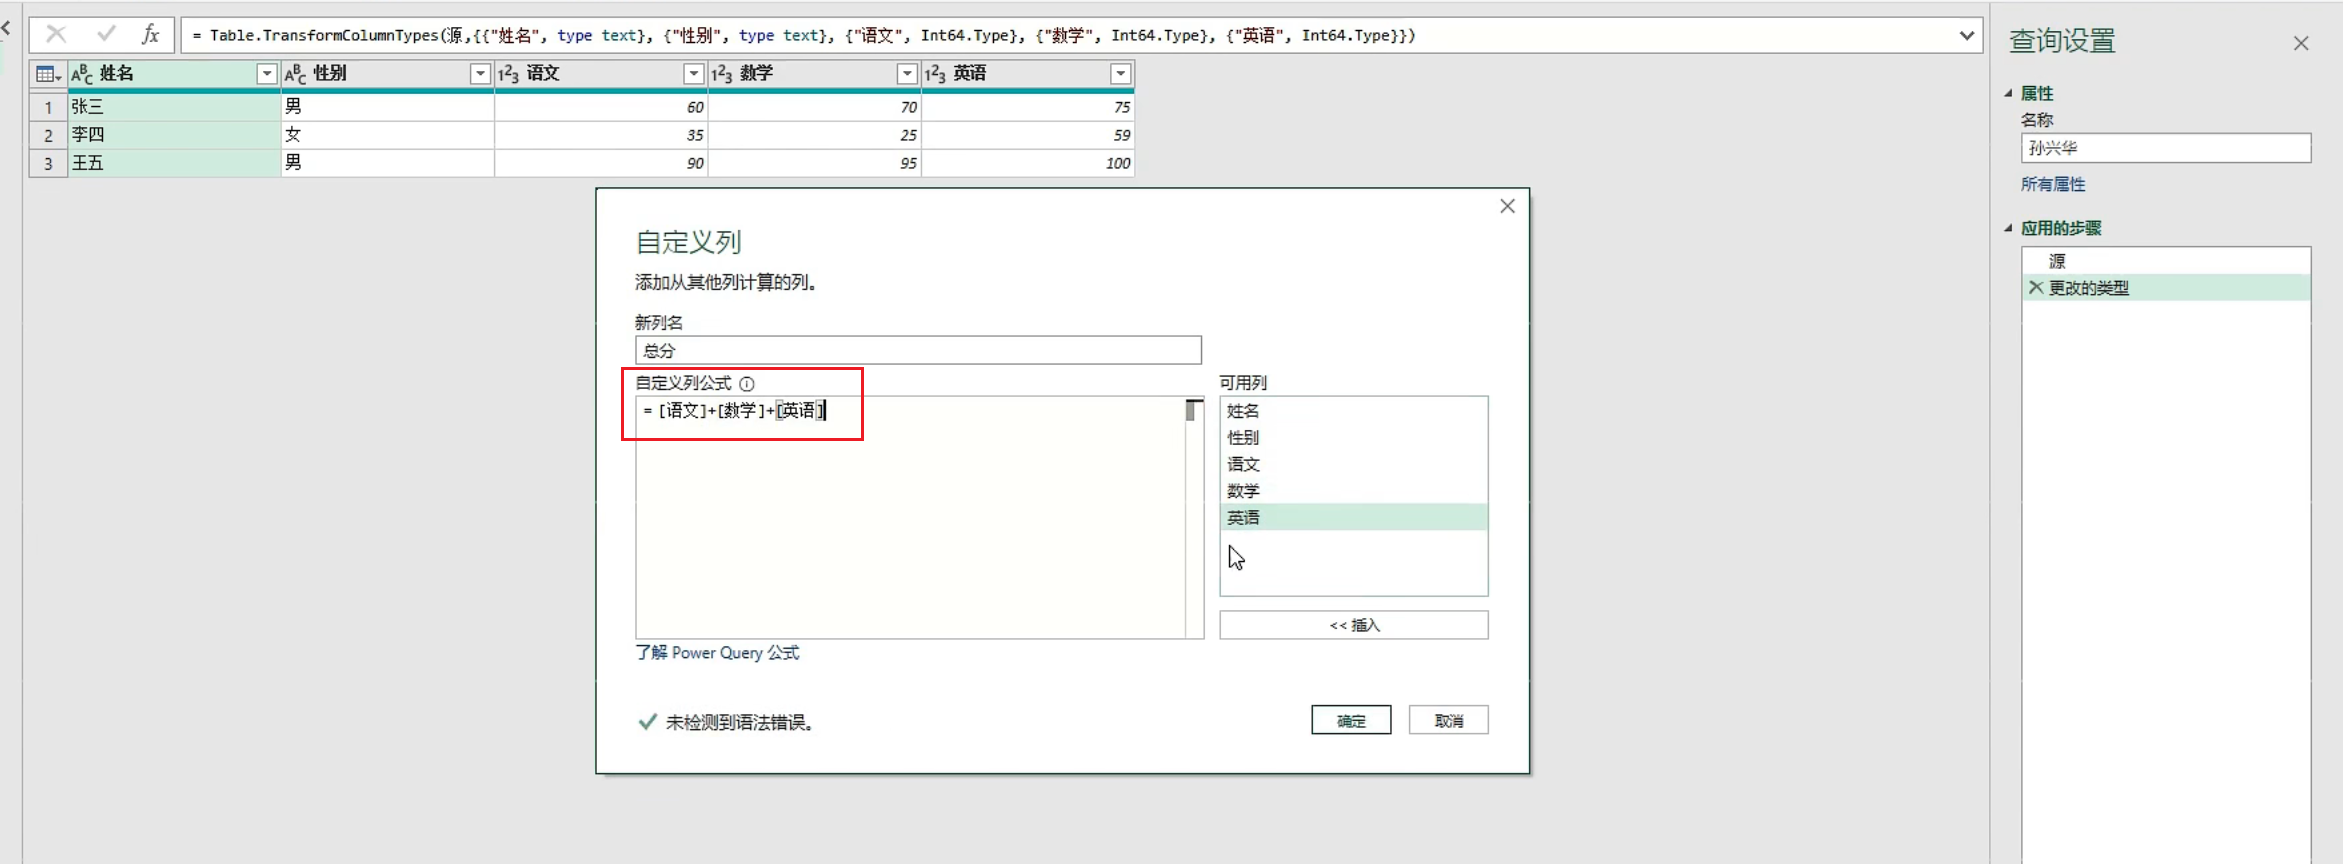 fx = Table.TransformColumnTypes(源,{{"姓名", type text}, {"性别", type text}, {"语文", Int64.Type}, {"数学", Int64.Type}, {"英语", Int64.Type}})
ABC 姓名 ABC 性别 123 语文 123 数学 123 英语
1 张三 男 60 70 75
2 李四 女 35 25 59
3 王五 男 90 95 100
自定义列
添加从其他列计算的列。
新列名
总分
自定义列公式
= [语文]+[数学]+[英语]
可用列
姓名
性别
语文
数学
英语
<< 插入
了解 Power Query 公式
未检测到语法错误。
确定 取消
查询设置
属性
名称
孙兴华
所有属性
应用的步骤
源
更改的类型